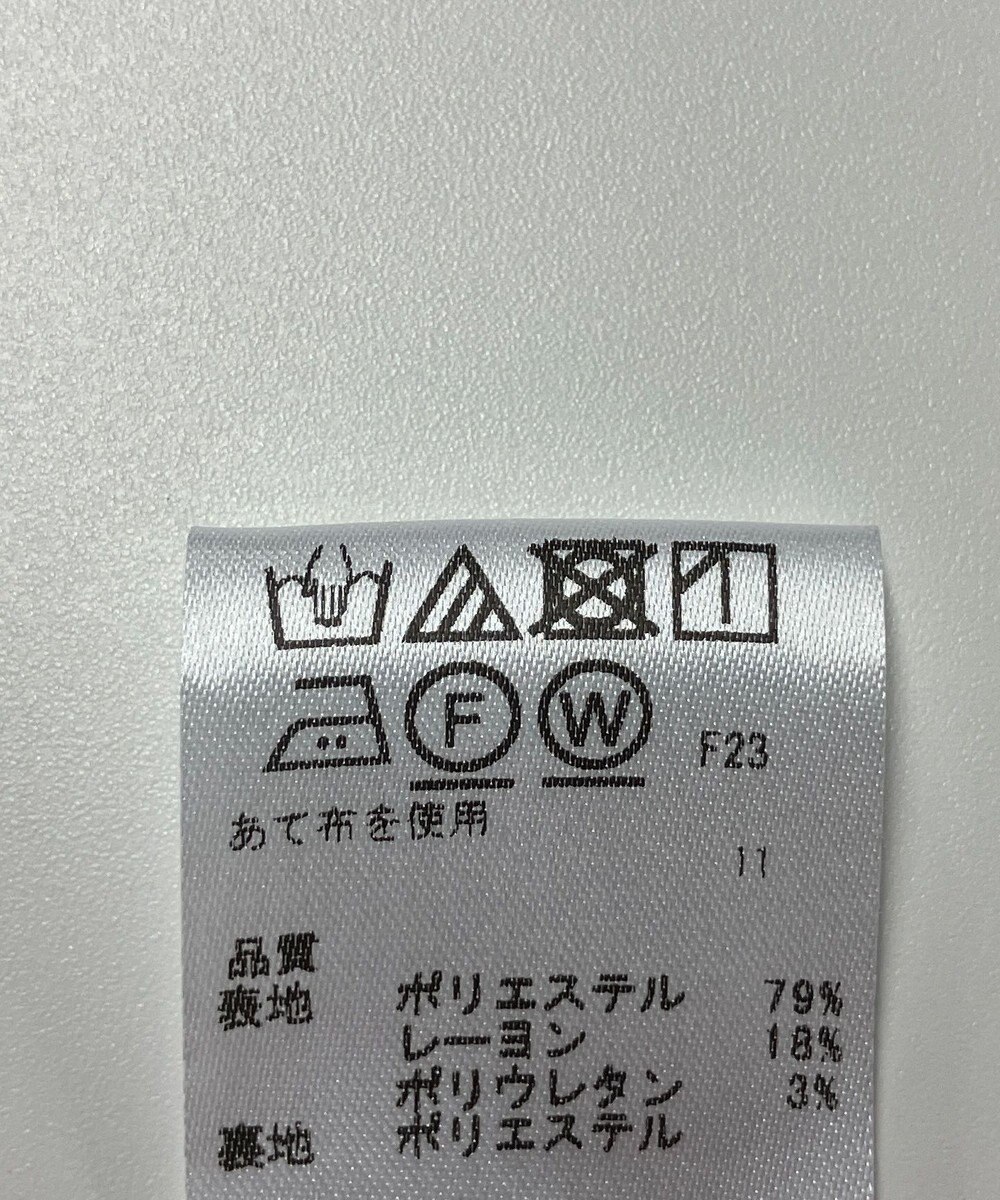 F W F23
あて布を使用
11
品質
表地 ポリエステル 79%
レーヨン 18%
ポリウレタン 3%
裏地 ポリエステル